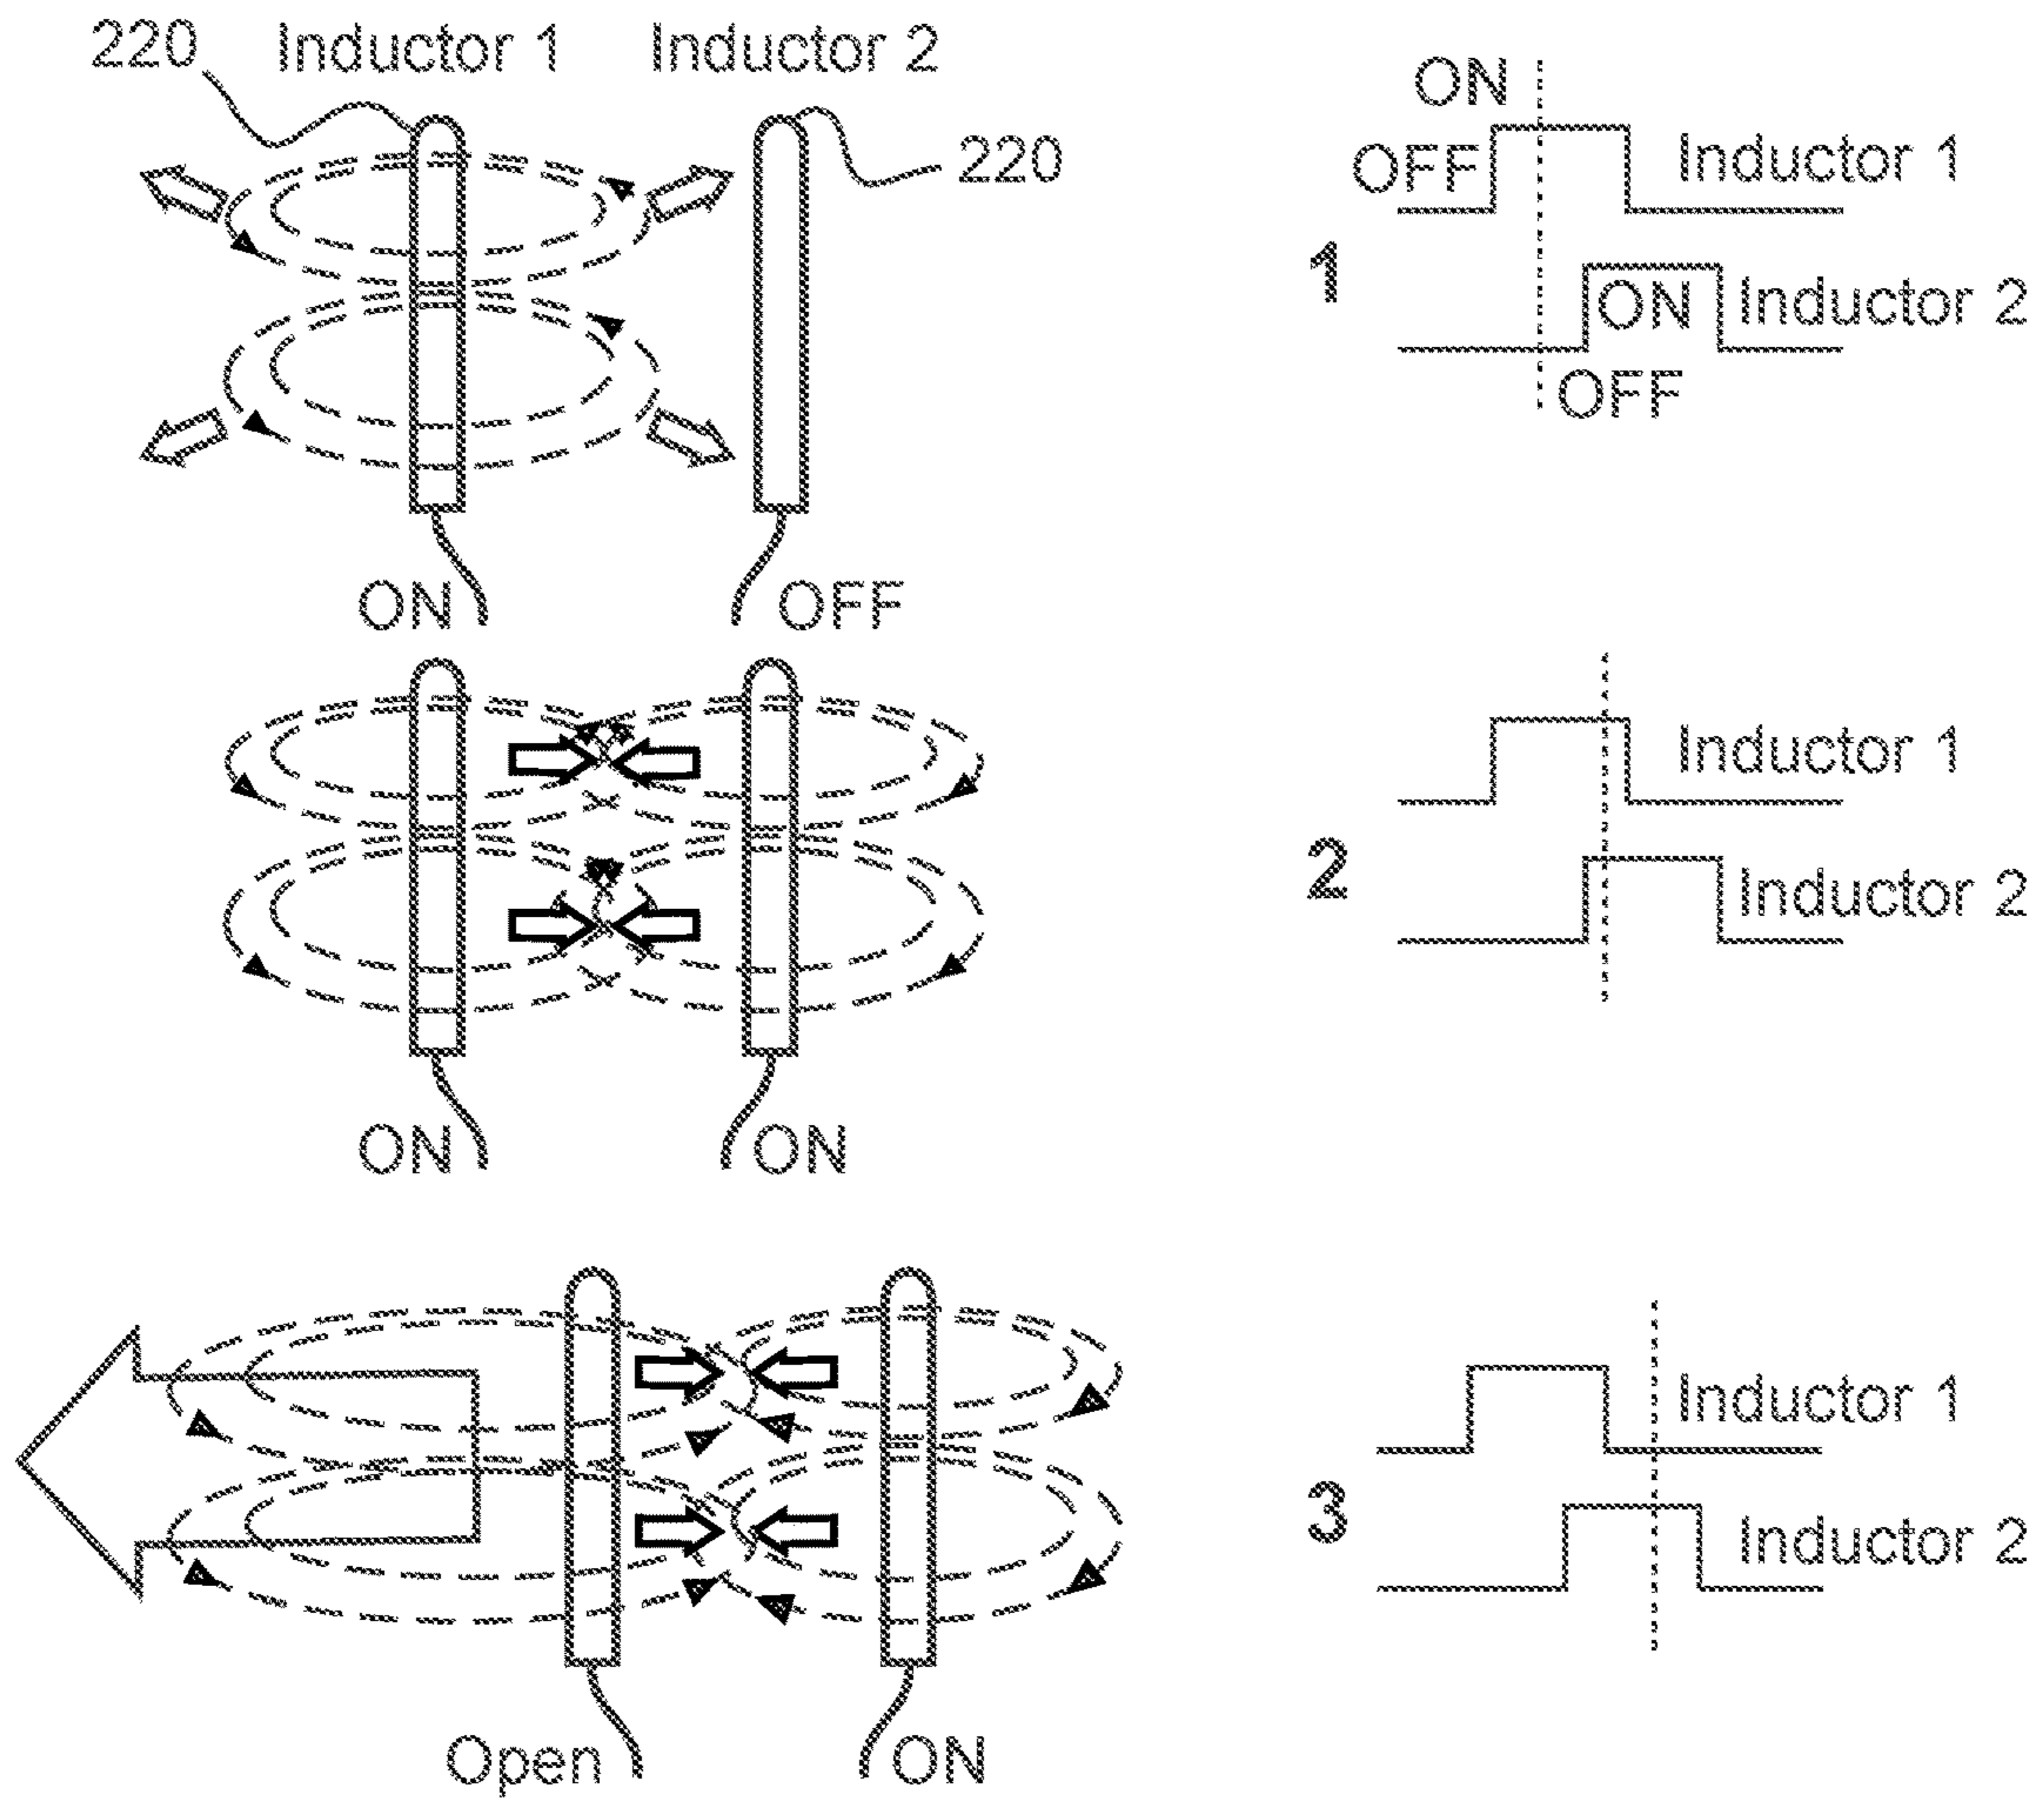 220 Inductor 1 Inductor 2
220
ON OFF
ON
OFF Inductor 1
1
ON Inductor 2
OFF
ON ON
Inductor 1
2
Inductor 2
Open ON
Inductor 1
3
Inductor 2